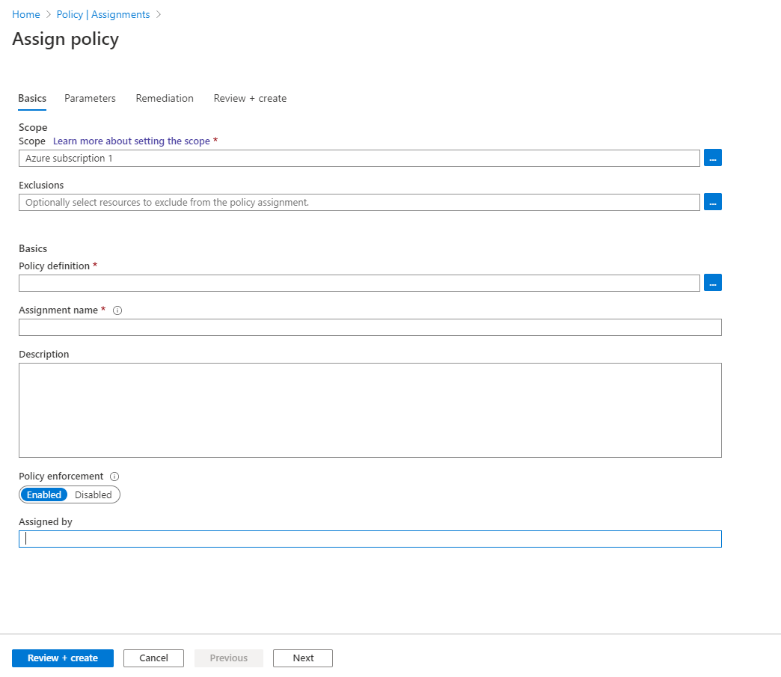 Home > Policy | Assignments >
Assign policy
Basics Parameters Remediation Review + create
Scope
Scope Learn more about setting the scope *
Azure subscription 1 ...
Exclusions
Optionally select resources to exclude from the policy assignment. ...
Basics
Policy definition *
...
Assignment name *
Description
Policy enforcement
Enabled Disabled
Assigned by
Review + create Cancel Previous Next